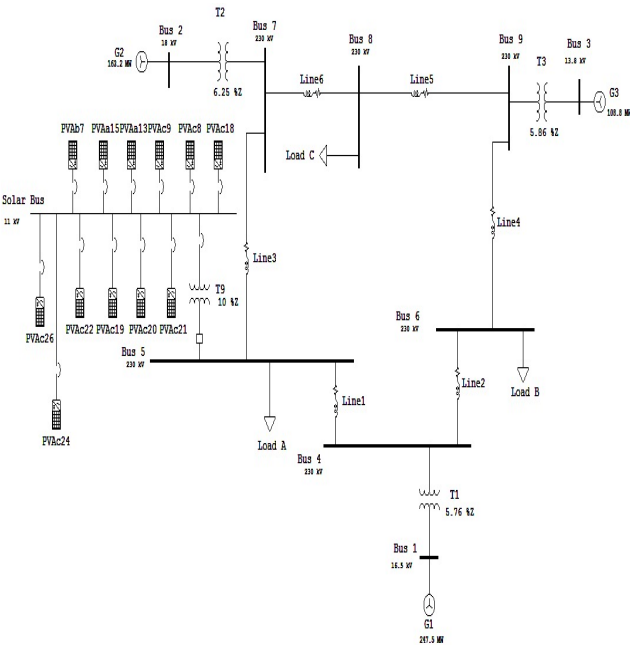 T2
Bus 2
18 kV
G2
163.2 MW
6.25 %Z
Bus 7
230 kV
Line6
Bus 8
230 kV
Line5
Bus 9
230 kV
T3
Bus 3
13.8 kV
G3
108.8 MW
5.86 %Z
Load C
PVAb7 PVAa15 PVAa13 PVAc9 PVAc8 PVAc18
Solar Bus
11 kV
Line3
Line4
T9
10 %Z
PVAc26
PVAc22 PVAc19 PVAc20 PVAc21
PVAc24
Bus 5
230 kV
Bus 6
230 kV
Load A
Line1
Line2
Load B
Bus 4
230 kV
T1
5.76 %Z
Bus 1
16.5 kV
G1
247.5 MW